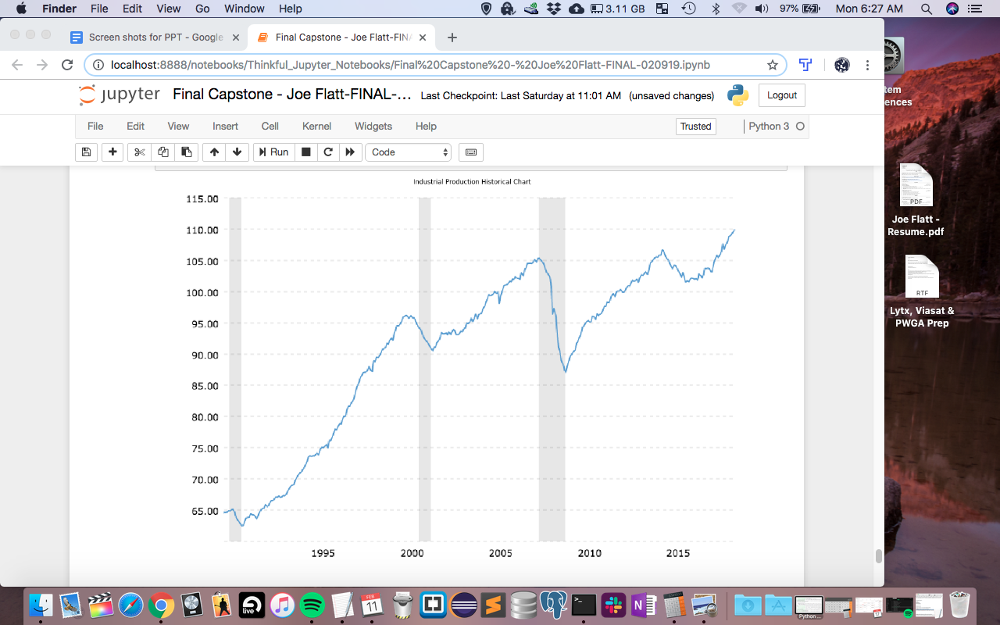 Finder File Edit View Go Window Help 3.11 GB 97% Mon 6:27 AM
Screen shots for PPT - Google
Final Capstone - Joe Flatt-FINA
localhost:8888/notebooks/Thinkful_Jupyter_Notebooks/Final%20Capstone%20-%20Joe%20Flatt-FINAL-020919.ipynb
jupyter Final Capstone - Joe Flatt-FINAL-... Last Checkpoint: Last Saturday at 11:01 AM (unsaved changes) Logout
File Edit View Insert Cell Kernel Widgets Help Trusted Python 3
Run Code
Industrial Production Historical Chart
115.00
110.00
105.00
100.00
95.00
90.00
85.00
80.00
75.00
70.00
65.00
1995 2000 2005 2010 2015
tem
ences
PDF
Joe Flatt -
Resume.pdf
RTF
Lytx, Viasat &
PWGA Prep
live
FEB
11
N
Python ...